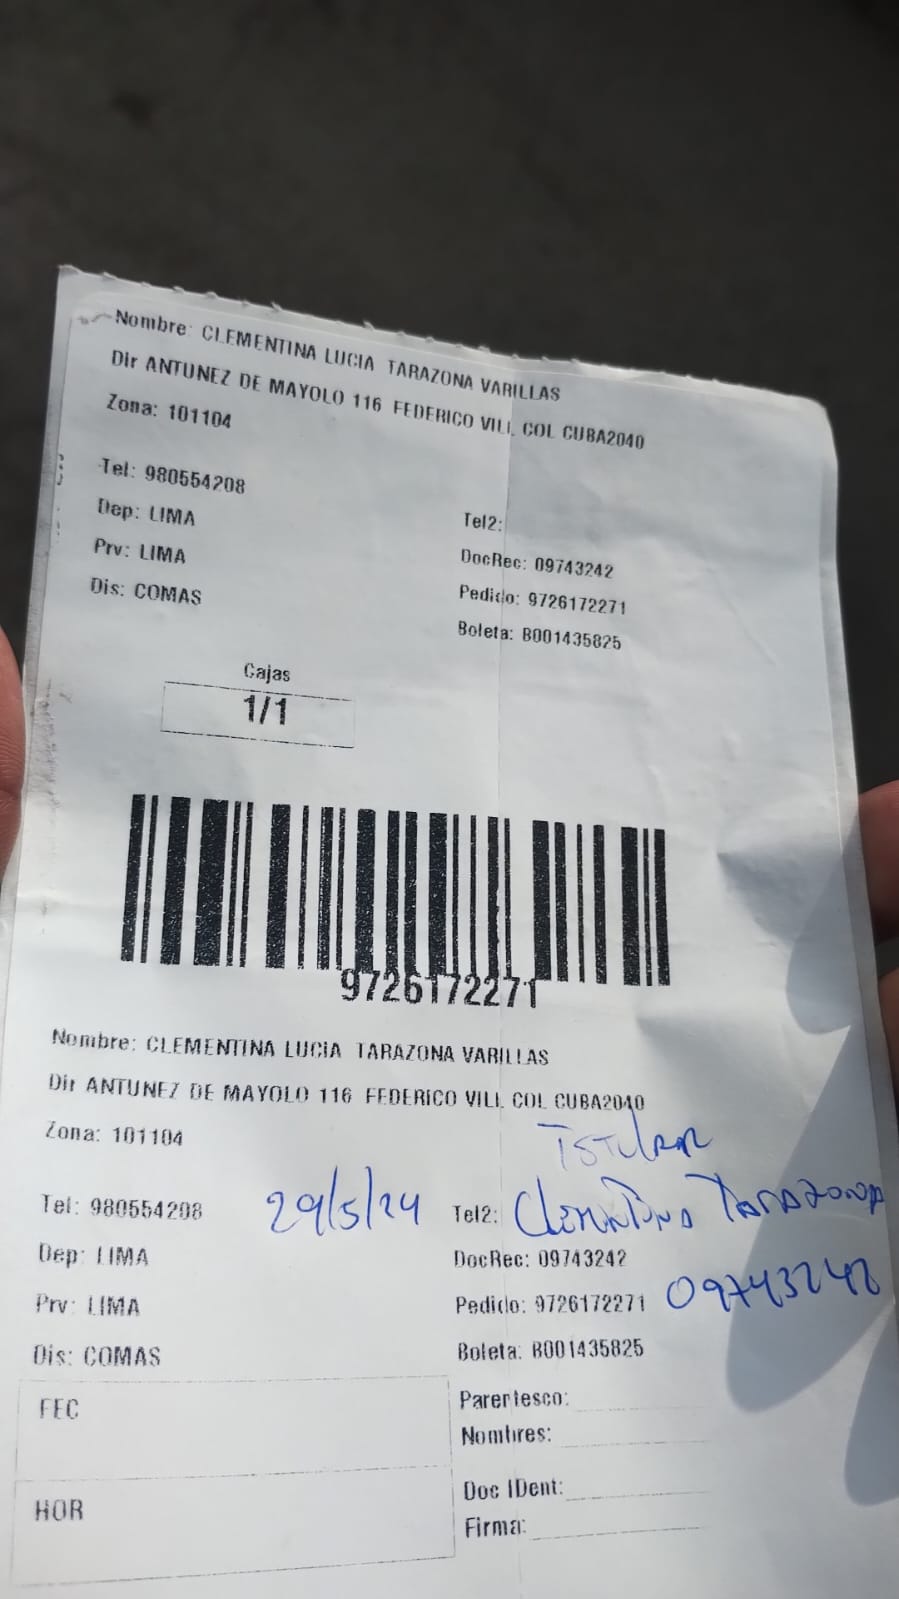 Nombre: CLEMENTINA LUCIA TARAZONA VARILLAS
Dir ANTUNEZ DE MAYOLO 116 FEDERICO VILL COL CUBA2040
Zona: 101104
Tel: 980554208
Tel2:
Dep: LIMA
DocRec: 09743242
Prv: LIMA
Pedido: 9726172271
Dis: COMAS
Boleta: B001435825
Cajas
1/1
9726172271
Nombre: CLEMENTINA LUCIA TARAZONA VARILLAS
Dir ANTUNEZ DE MAYOLO 116 FEDERICO VILL COL CUBA2040
Zona: 101104
Tel: 980554208 29/5/24 Tel2: Clementina Tarazona
Dep: LIMA
DocRec: 09743242
Prv: LIMA
Pedido: 9726172271 09743242
Dis: COMAS
Boleta: B001435825
FEC
Parentesco:
Nombres:
HOR
Doc IDent:
Firma: